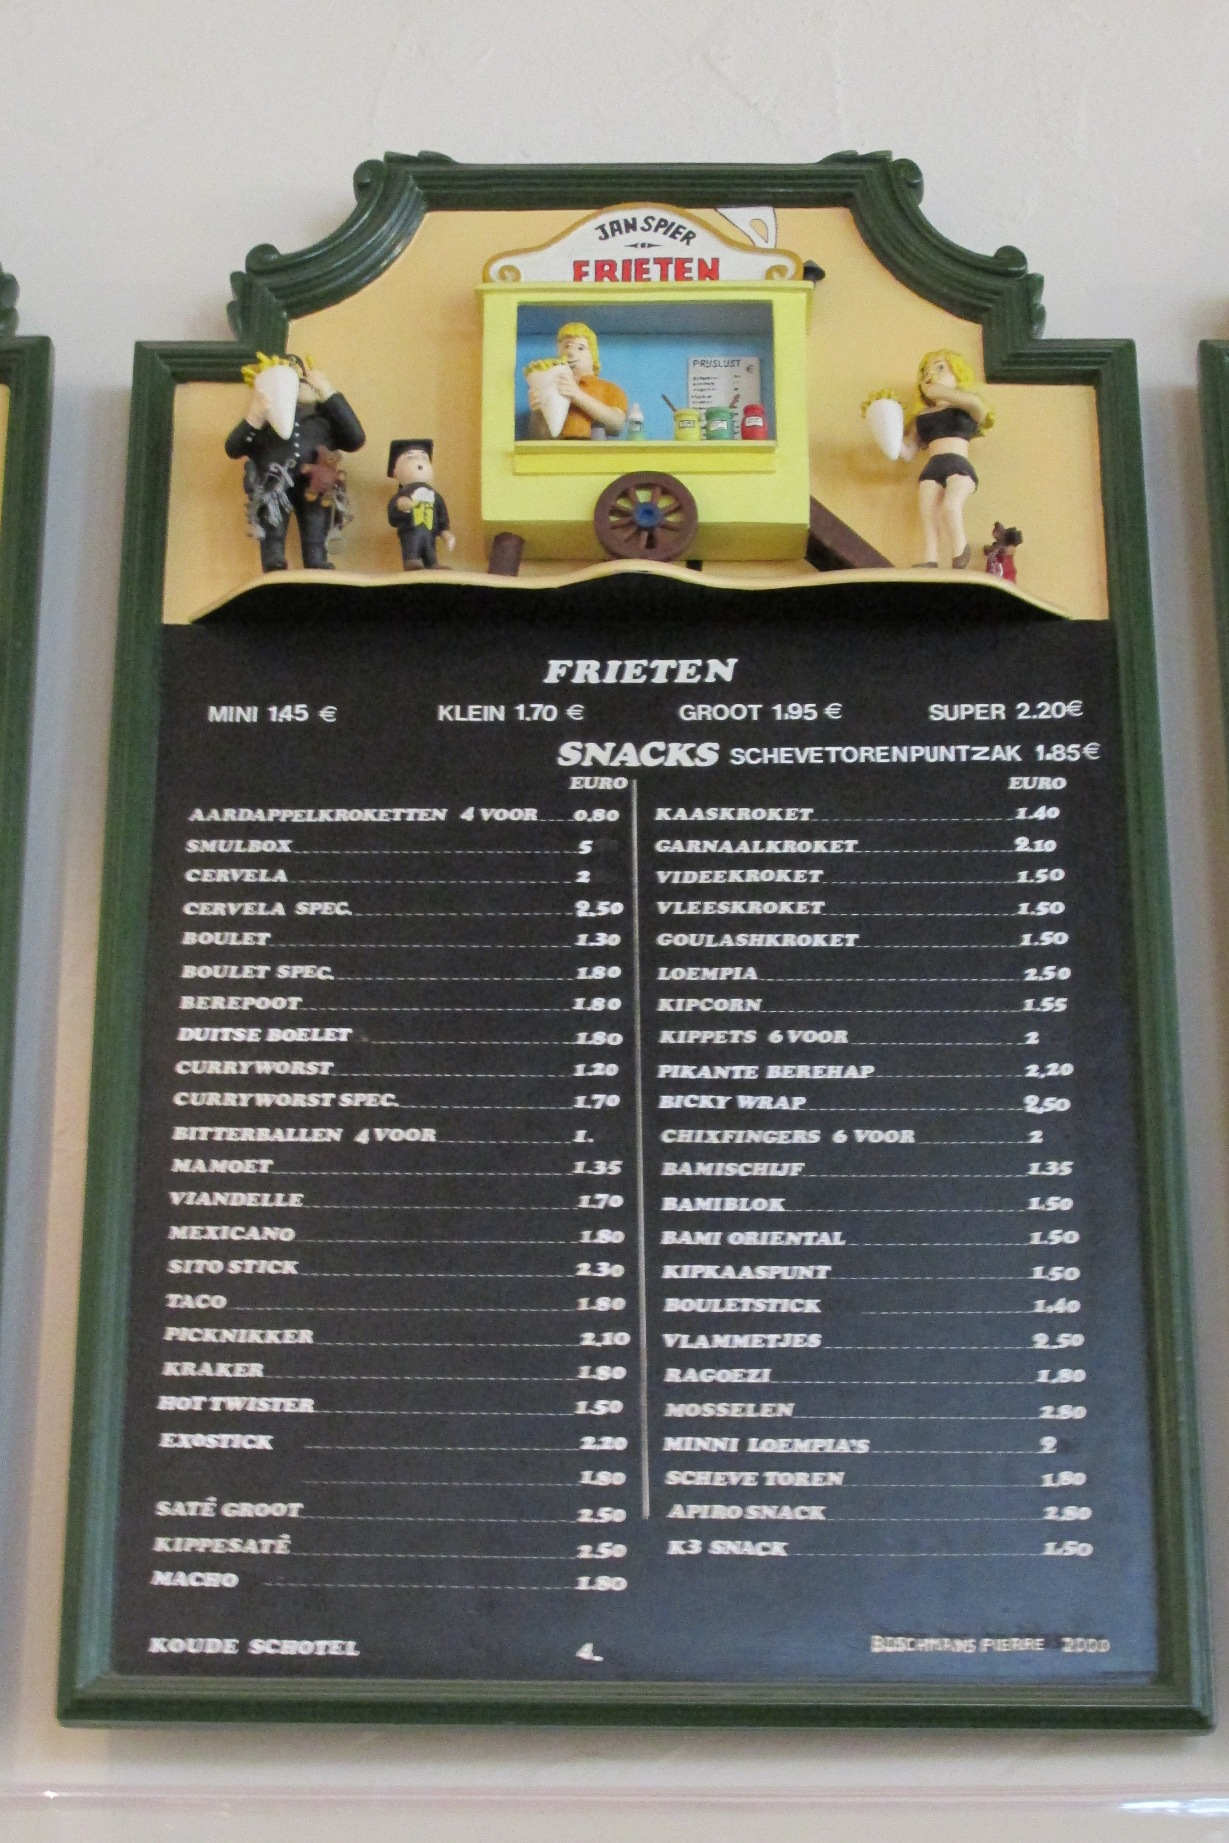 JAN SPIER
FRIETEN
PRIJSLIJST
€
FRIETEN
MINI 1.45 € KLEIN 1.70 € GROOT 1.95 € SUPER 2.20€
SNACKS SCHEVETORENPUNTZAK 1.85€
EURO
AARDAPPELKROKETTEN 4 VOOR 0.80
SMULBOX 5
CERVELA 2
CERVELA SPEC. 2.50
BOULET 1.30
BOULET SPEC. 1.80
BEREPOOT 1.80
DUITSE BOELET 1.80
CURRYWORST 1.20
CURRYWORST SPEC. 1.70
BITTERBALLEN 4 VOOR 1.
MAMOET 1.35
VIANDELLE 1.70
MEXICANO 1.80
SITO STICK 2.30
TACO 1.80
PICKNIKKER 2.10
KRAKER 1.80
HOT TWISTER 1.50
EXOSTICK 2.20
1.80
SATÉ GROOT 2.50
KIPPESATÉ 2.50
MACHO 1.80
KOUDE SCHOTEL 4.
EURO
KAASKROKET 1.40
GARNAALKROKET 2.10
VIDEEKROKET 1.50
VLEESKROKET 1.50
GOULASHKROKET 1.50
LOEMPIA 2.50
KIPCORN 1.55
KIPPETS 6 VOOR 2
PIKANTE BEREHAP 2,20
BICKY WRAP 2,50
CHIXFINGERS 6 VOOR 2
BAMISCHIJF 1.35
BAMIBLOK 1.50
BAMI ORIENTAL 1.50
KIPKAASPUNT 1.50
BOULETSTICK 1.40
VLAMMETJES 2.50
RAGOEZI 1.80
MOSSELEN 2.80
MINNI LOEMPIA'S 2
SCHEVE TOREN 1.80
APIRO SNACK 2.80
K3 SNACK 1.50
BOSCHMANS PIERRE 2000